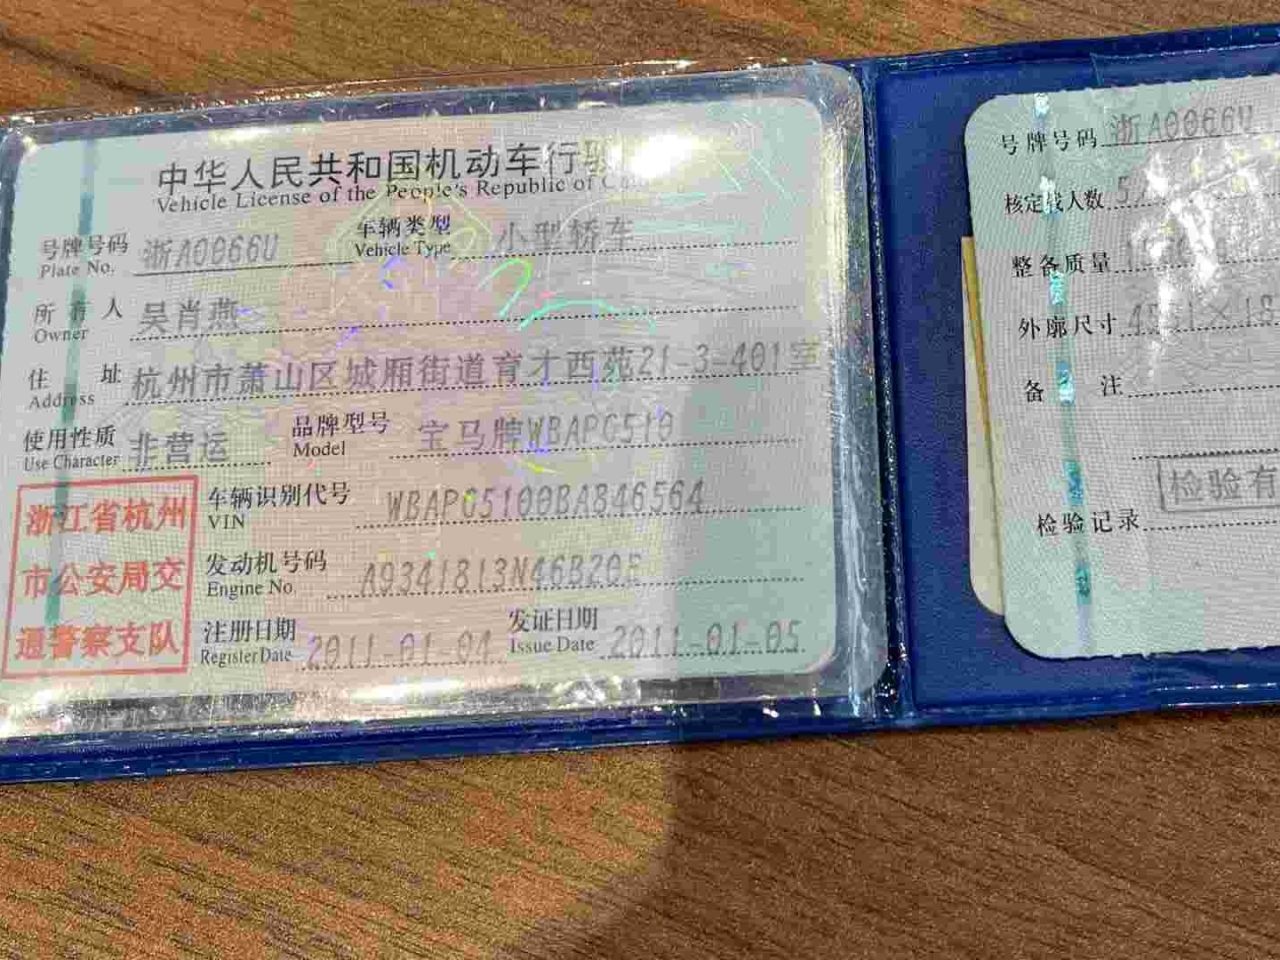 中华人民共和国机动车行驶
Vehicle License of the People's Republic of
号牌号码 浙A0066U 车辆类型 小型轿车
Plate No. Vehicle Type
所有人 吴肖燕
Owner
住址 杭州市萧山区城厢街道育才西苑21-3-401室
Address
使用性质 非营运 品牌型号 宝马牌WBAPG510
Use Character Model
浙江省杭州
市公安局交
通警察支队
车辆识别代号 WBAPG5100BA846564
VIN
发动机号码 A9341813N46B20E
Engine No.
注册日期 2011-01-04 发证日期 2011-01-05
Register Date Issue Date
号牌号码 浙A0066U
核定载人数
整备质量
外廓尺寸
备注
检验有
检验记录